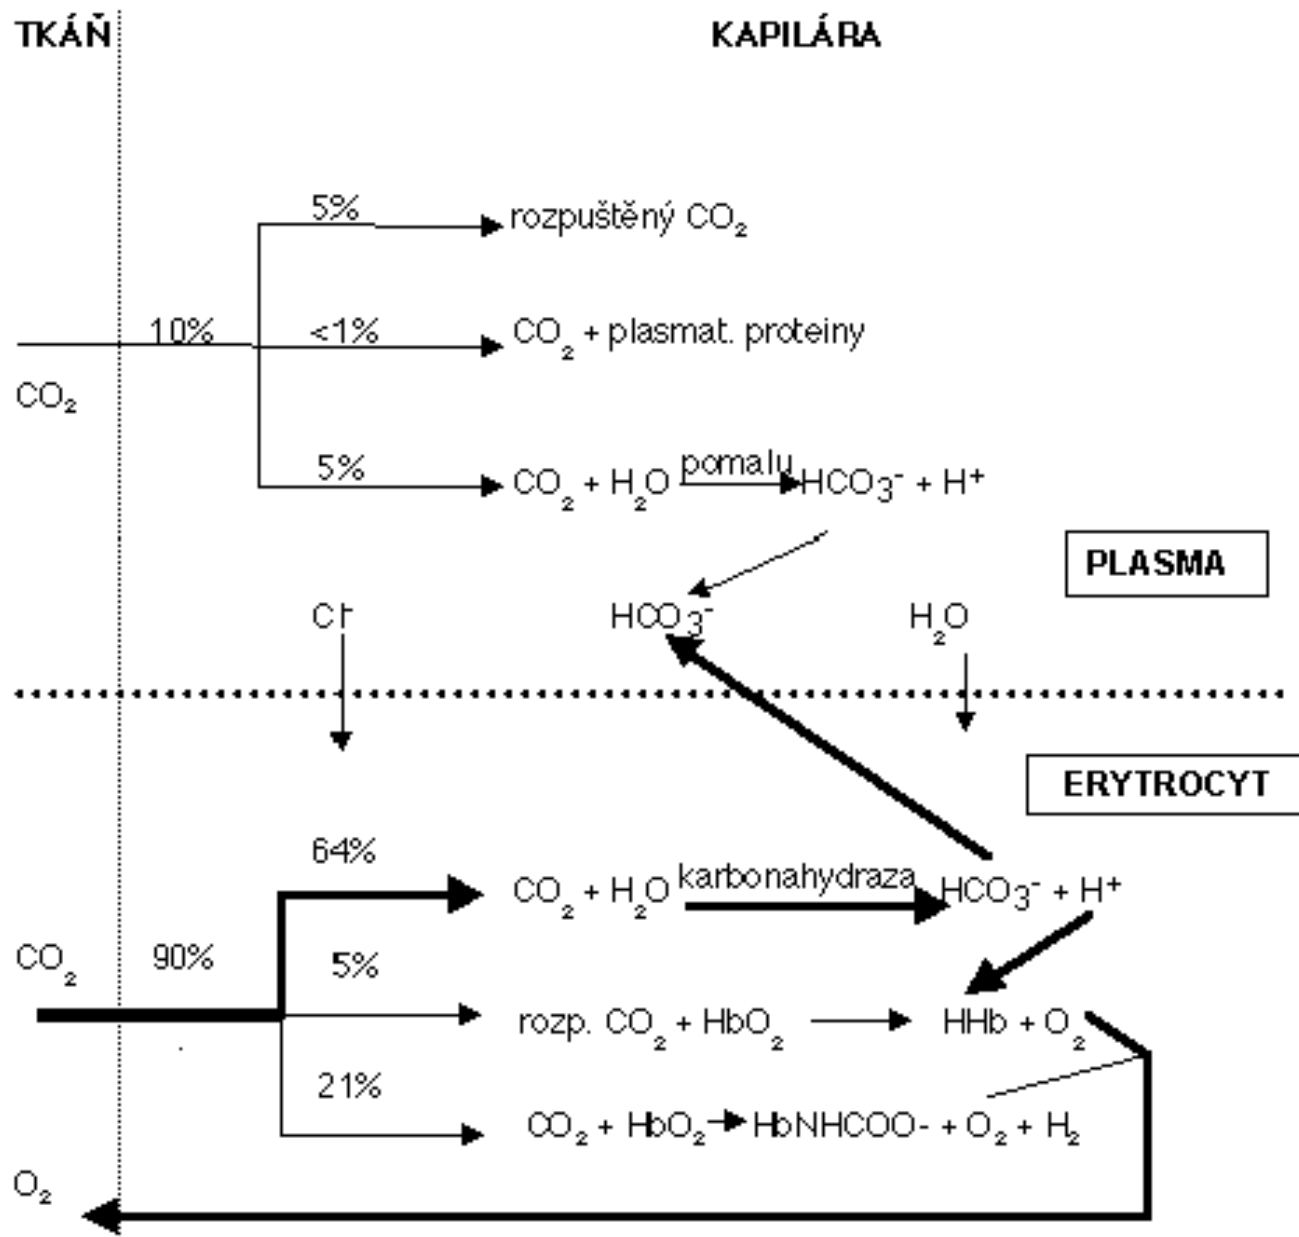 TKÁŇ KAPILÁRA
5% rozpuštěný CO₂
10% <1% CO₂ + plasmat. proteiny
CO₂
5% CO₂ + H₂O pomalu HCO₃⁻ + H⁺
PLASMA
Cl⁻ HCO₃⁻ H₂O
ERYTROCYT
64%
CO₂ + H₂O karbonahydraza HCO₃⁻ + H⁺
CO₂ 90% 5%
rozp. CO₂ + HbO₂ HHb + O₂
21%
CO₂ + HbO₂ HbNHCOO- + O₂ + H₂
O₂